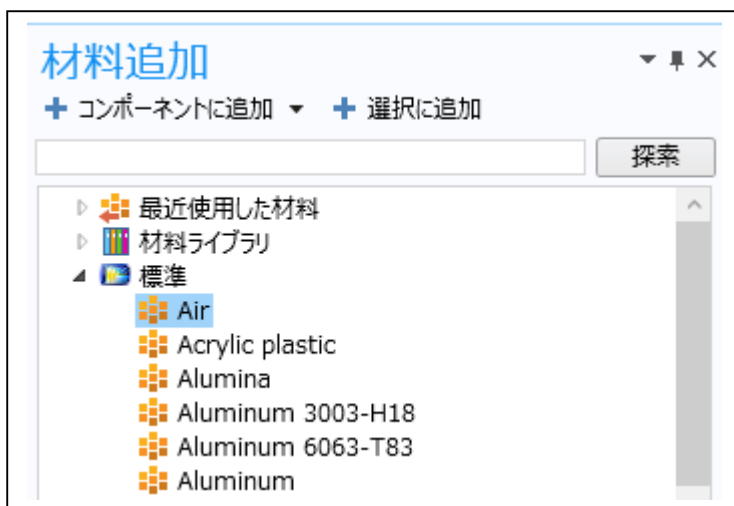 材料追加
コンポーネントに追加 選択に追加
探索
最近使用した材料
材料ライブラリ
標準
Air
Acrylic plastic
Alumina
Aluminum 3003-H18
Aluminum 6063-T83
Aluminum